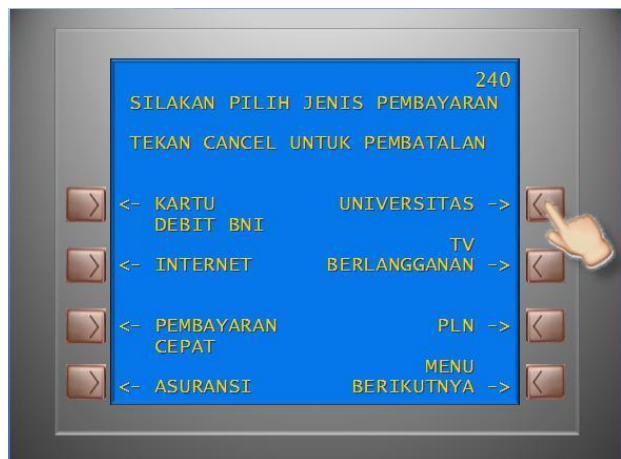 240
SILAKAN PILIH JENIS PEMBAYARAN
TEKAN CANCEL UNTUK PEMBATALAN
<- KARTU DEBIT BNI
UNIVERSITAS ->
<- INTERNET
TV BERLANGGANAN ->
<- PEMBAYARAN CEPAT
PLN ->
<- ASURANSI
MENU BERIKUTNYA ->